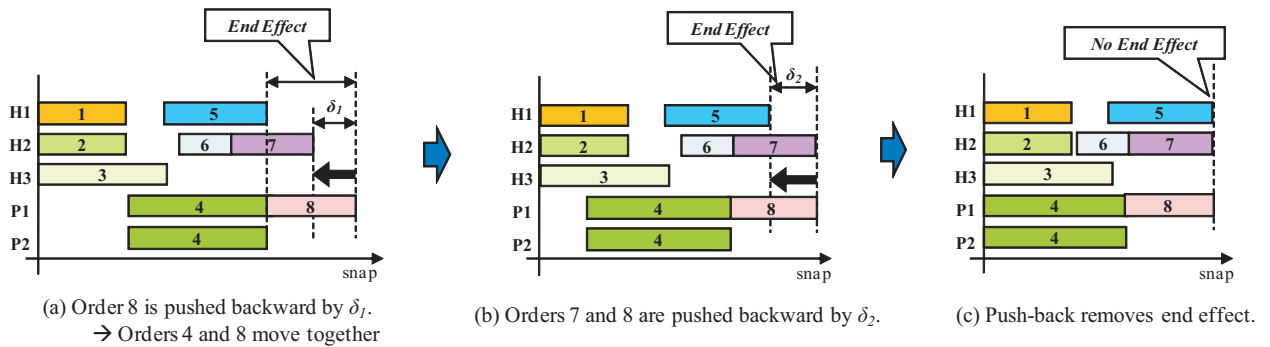 End Effect
δ1
H1
1
5
H2
2
6
7
H3
3
P1
4
8
P2
4
snap
(a) Order 8 is pushed backward by δ1.
→ Orders 4 and 8 move together
End Effect
δ2
H1
1
5
H2
2
6
7
H3
3
P1
4
8
P2
4
snap
(b) Orders 7 and 8 are pushed backward by δ2.
No End Effect
H1
1
5
H2
2
6
7
H3
3
P1
4
8
P2
4
snap
(c) Push-back removes end effect.